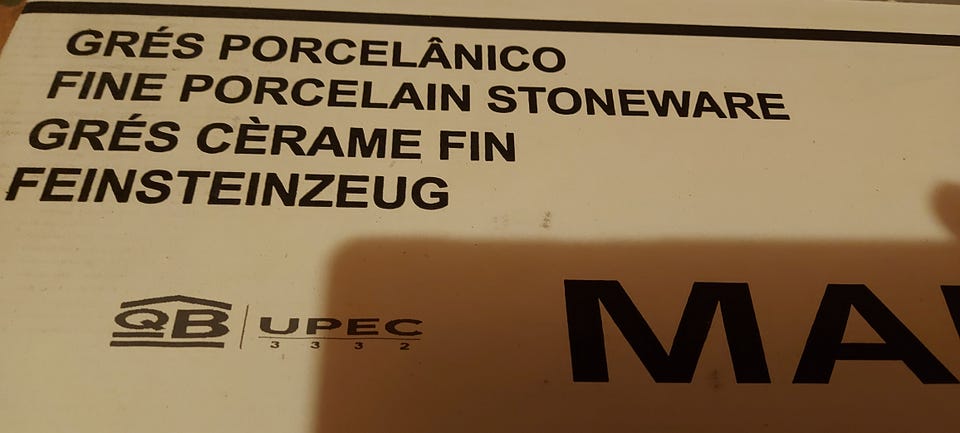 GRÉS PORCELÂNICO
FINE PORCELAIN STONEWARE
GRÉS CÈRAME FIN
FEINSTEINZEUG
QB UPEC
3 3 3 2